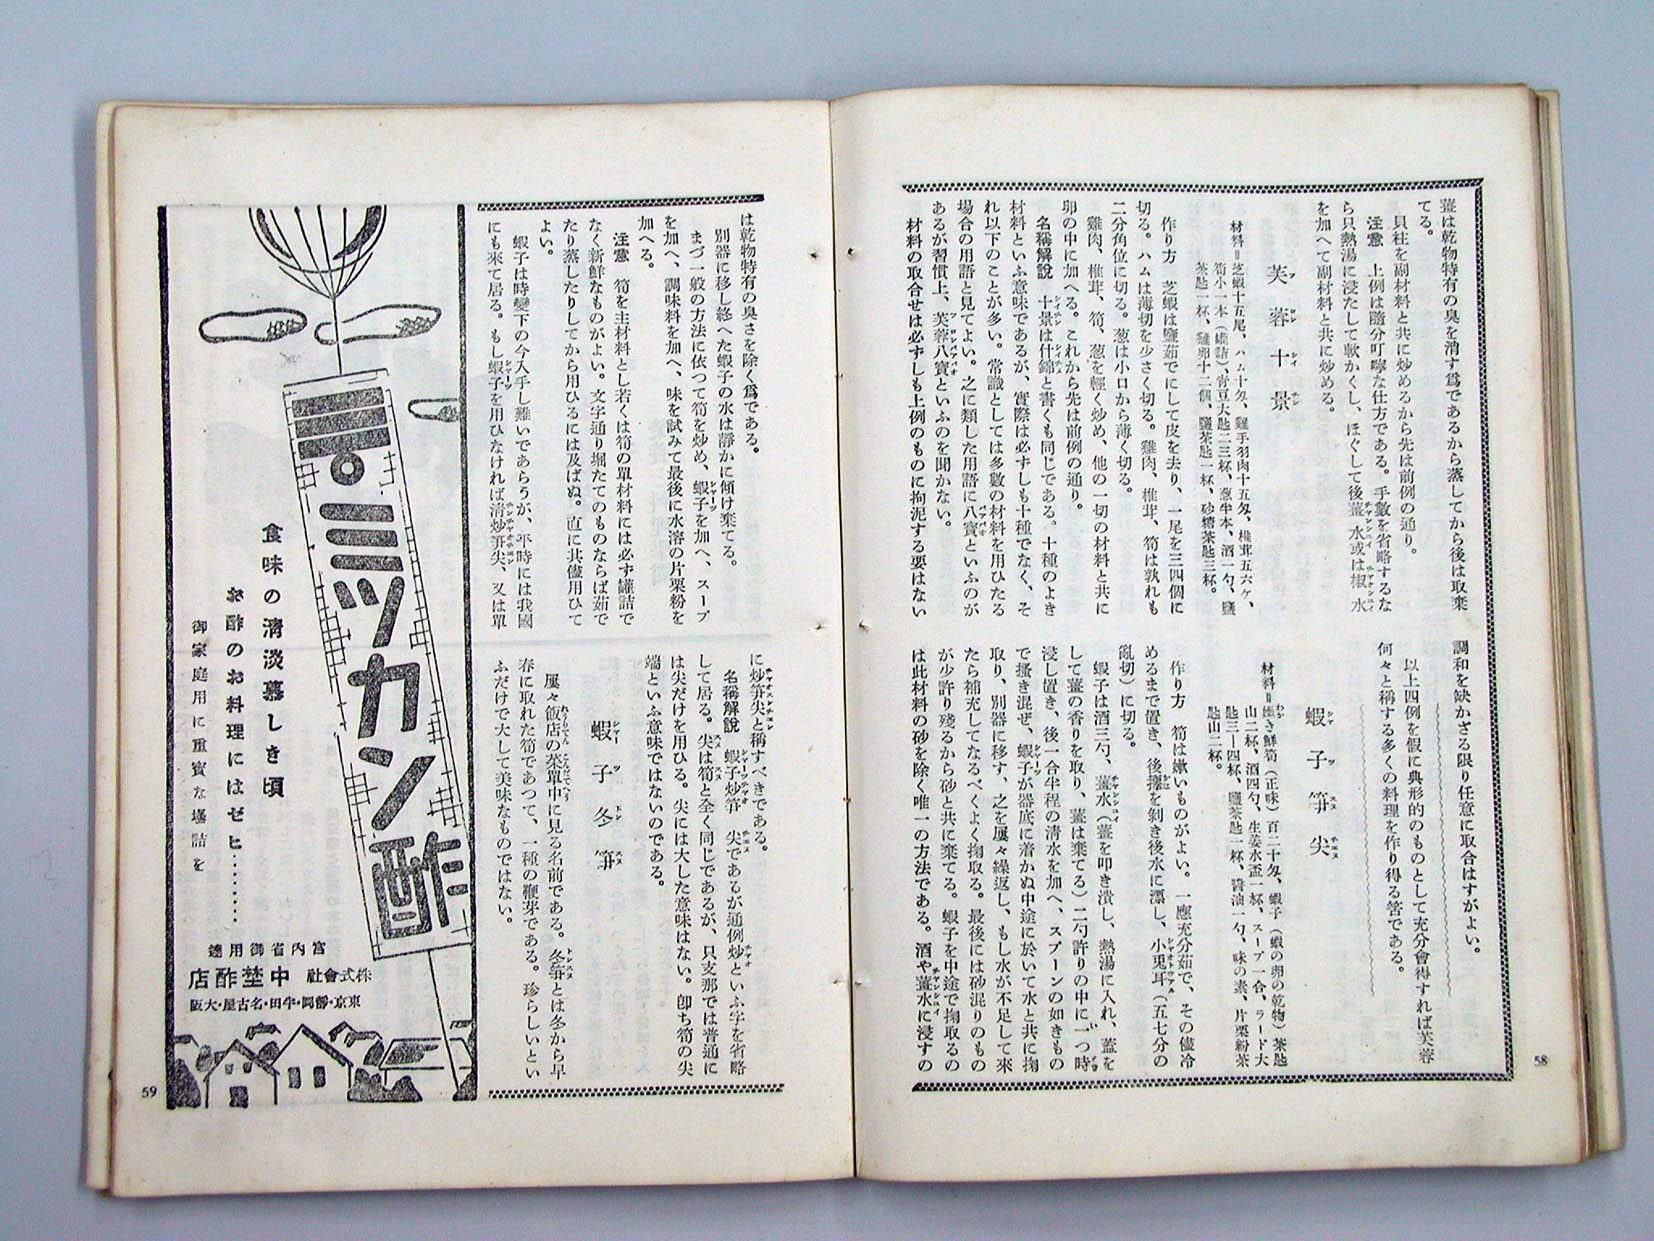 薑は乾物特有の臭を消す爲であるから蒸してから後は取棄
てる。
貝柱を副材料と共に炒めるから先は前例の通り。
注意　上例は隨分叮嚀な仕方である。手數を省略するな
ら只熱湯に浸たして軟かくし、ほぐして後薑水或は椒水
を加へて副材料と共に炒める。
芙蓉十景
材料＝芝蝦十五尾、ハム十匁、雞手羽肉十五匁、椎茸五六ケ、
筍小一本（罐詰）、靑豆大匙二三杯、葱半本、酒一勺、鹽
茶匙一杯、雞卵十二個、鹽茶匙一杯、砂糖茶匙三杯。
作り方　芝蝦は鹽茹でにして皮を去り、一尾を三四個に
切る。ハムは薄切を少さく切る。雞肉、椎茸、筍は孰れも
二分角位に切る。葱は小口から薄く切る。
雞肉、椎茸、筍、葱を輕く炒め、他の一切の材料と共に
卵の中に加へる。これから先は前例の通り。
名稱解說　十景は什錦と書くも同じである。十種のよき
材料といふ意味であるが、實際は必ずしも十種でなく、そ
れ以下のことが多い。常識としては多數の材料を用ひたる
場合の用語と見てよい。之に類した用語に八寶といふのが
あるが習慣上、芙蓉八寶といふのを聞かない。
材料の取合せは必ずしも上例のものに拘泥する要はない
調和を缺かざる限り任意に取合はすがよい。
以上四例を假に典形的のものとして充分會得すれば芙蓉
何々と稱する多くの料理を作り得る筈である。
蝦子笋尖
材料＝若き鮮筍（正味）百二十匁、蝦子（蝦の卵の乾物）茶匙
山二杯、酒四勺、生姜水盃一杯、スープ一合、ラード大
匙三―四杯、鹽茶匙一杯、醬油一勺、味の素、片栗粉茶
匙山二杯。
作り方　筍は嫩いものがよい。一應充分茹で、その儘冷
めるまで置き、後籜を剝き後水に漂し、小兎耳（五七分の
亂切）に切る。
蝦子は酒三勺、薑水（薑を叩き潰し、熱湯に入れ、蓋を
して薑の香りを取り、薑は棄てる）二勺許りの中に一つ時
浸し置き、後一合半程の清水を加へ、スプーンの如きもの
で搔き混ぜ、蝦子が器底に着かぬ中途に於いて水と共に掬
取り、別器に移す、之を屢々繰返し、もし水が不足して來
たら補充してなるべくよく掬取る。最後には砂混りのもの
が少許り殘るから砂と共に棄てる。蝦子を中途で掬取るの
は此材料の砂を除く唯一の方法である。酒や薑水に浸すの
58
は乾物特有の臭さを除く爲である。
別器に移し終へた蝦子の水は靜かに傾け棄てる。
まづ一般の方法に依つて筍を炒め、蝦子を加へ、スープ
を加へ、調味料を加へ、味を試みて最後に水溶の片栗粉を
加へる。
注意　筍を主材料とし若くは筍の單材料には必ず罐詰で
なく新鮮なものがよい。文字通り堀たてのものならば茹で
たり蒸したりしてから用ひるには及ばぬ。直に其儘用ひて
よい。
蝦子は時變下の今入手し難いであらうが、平時には我國
にも來て居る。もし蝦子を用ひなければ淸炒笋尖、又は單
に炒笋尖と稱すべきである。
名稱解說　蝦子炒笋　尖であるが通例炒といふ字を省略
して居る。尖は筍と全く同じであるが、只支那では普通に
は尖だけを用ひる。尖には大した意味はない。卽ち筍の尖
端といふ意味ではないのである。
蝦子冬笋
屢々飯店の菜單中に見る名前である。冬笋とは冬から早
春に取れた筍であつて、一種の鞭芽である。珍らしいとい
ふだけで大して美味なものではない。
ミツカン酢
食味の清淡慕しき頃
お酢のお料理にはゼヒ………
御家庭用に重寶な壜詰を
宮內省御用達
株式會社 中埜酢店
東京・靜岡・半田・名古屋・大阪
59